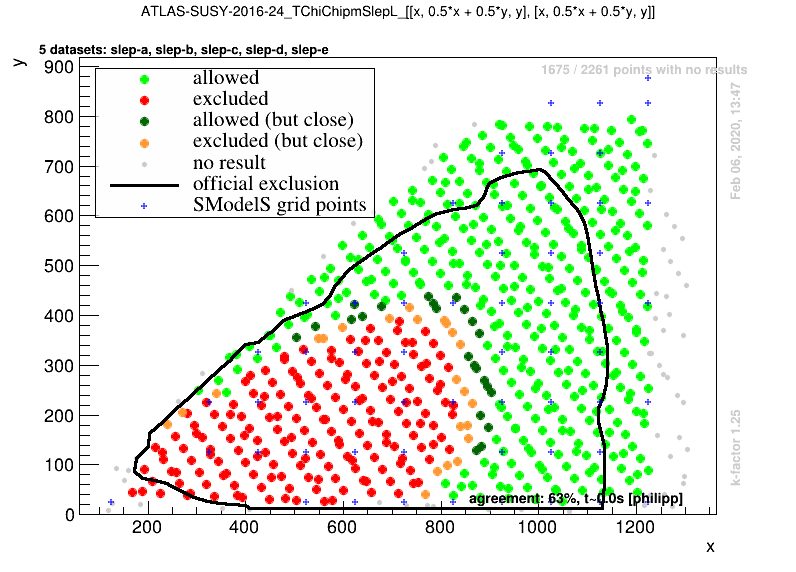 ATLAS-SUSY-2016-24_TChiChipmSlepL_[[x, 0.5*x + 0.5*y, y], [x, 0.5*x + 0.5*y, y]]
5 datasets: slep-a, slep-b, slep-c, slep-d, slep-e
y
1675 / 2261 points with no results
allowed
excluded
allowed (but close)
excluded (but close)
no result
official exclusion
SModelS grid points
900
800
700
600
500
400
300
200
100
0
Feb 06, 2020, 13:47
k-factor 1.25
agreement: 63%, t~0.0s [philipp]
200 400 600 800 1000 1200
x